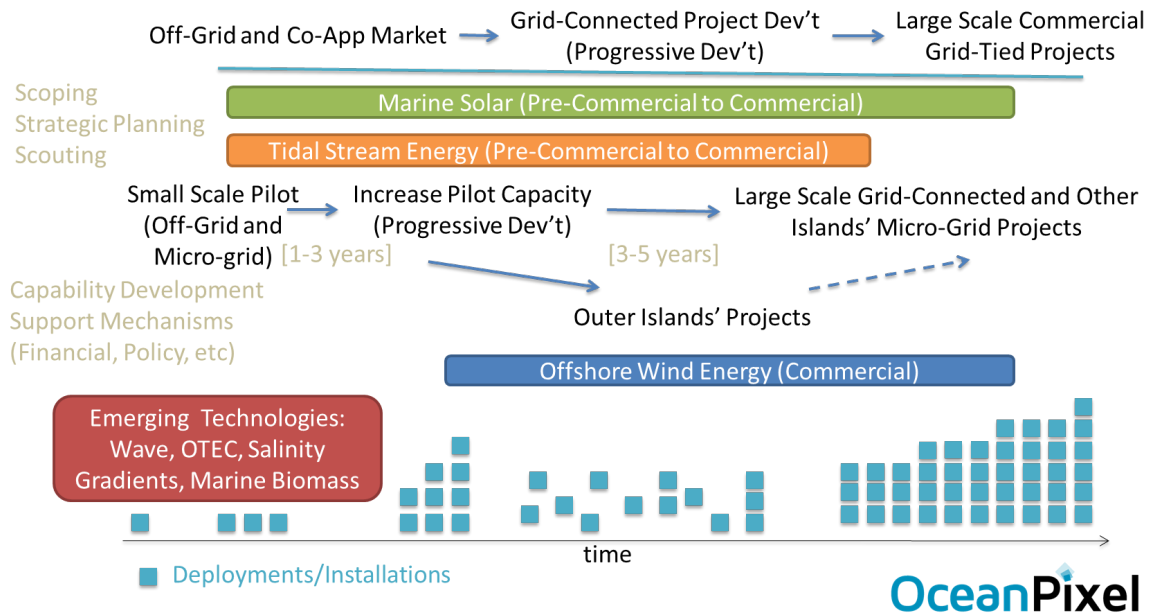 Off-Grid and Co-App Market
Grid-Connected Project Dev't
(Progressive Dev't)
Large Scale Commercial
Grid-Tied Projects
Scoping
Strategic Planning
Scouting
Marine Solar (Pre-Commercial to Commercial)
Tidal Stream Energy (Pre-Commercial to Commercial)
Small Scale Pilot
(Off-Grid and
Micro-grid)
[1-3 years]
Increase Pilot Capacity
(Progressive Dev't)
[3-5 years]
Large Scale Grid-Connected and Other
Islands' Micro-Grid Projects
Capability Development
Support Mechanisms
(Financial, Policy, etc)
Outer Islands' Projects
Offshore Wind Energy (Commercial)
Emerging Technologies:
Wave, OTEC, Salinity
Gradients, Marine Biomass
time
Deployments/Installations
OceanPixel